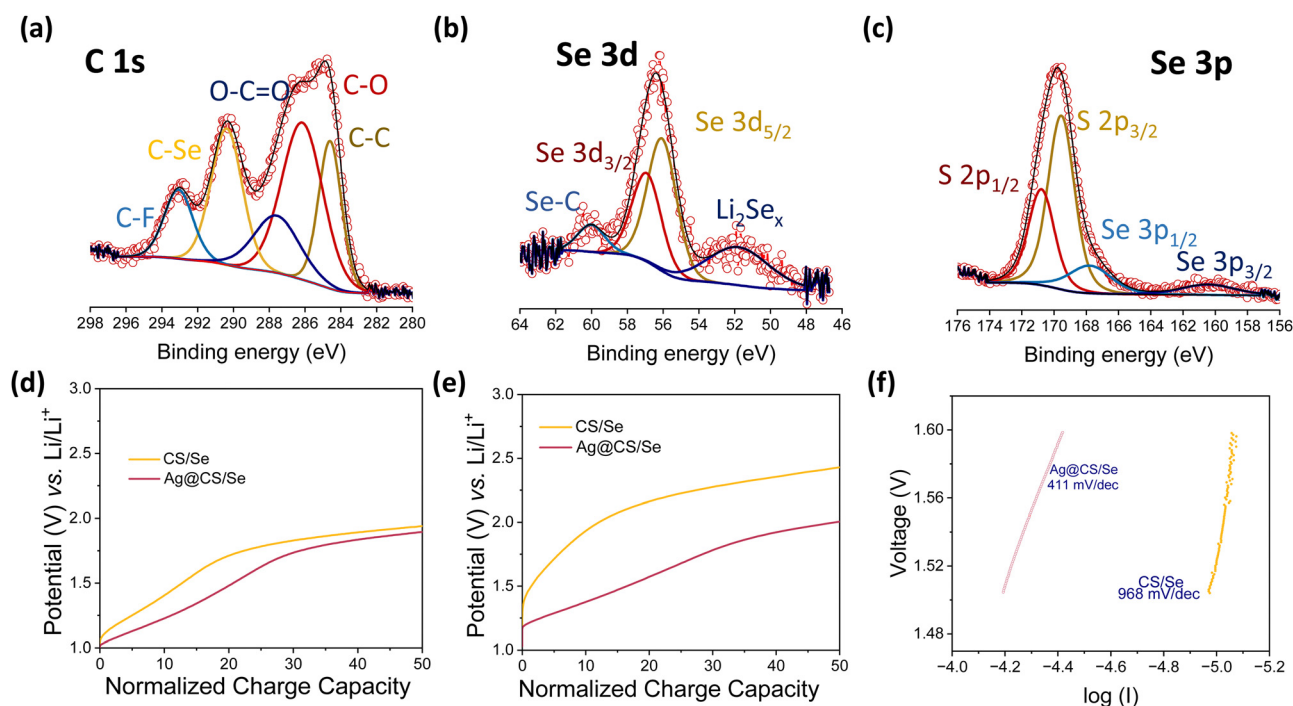 (a)
C 1s
O-C=O
C-O
C-Se
C-C
C-F
298 296 294 292 290 288 286 284 282 280
Binding energy (eV)
(b)
Se 3d
Se 3d5/2
Se 3d3/2
Se-C
Li2Sex
64 60 57 56 52 48 46
Binding energy (eV)
(c)
Se 3p
S 2p3/2
S 2p1/2
Se 3p1/2
Se 3p3/2
176 174 172 170 168 166 164 162 160 158 156
Binding energy (eV)
(d)
3.0
2.5
2.0
1.5
1.0
Potential (V) vs. Li/Li+
CS/Se
Ag@CS/Se
0 10 20 30 40 50
Normalized Charge Capacity
(e)
3.0
2.5
2.0
1.5
1.0
Potential (V) vs. Li/Li+
CS/Se
Ag@CS/Se
0 10 20 30 40 50
Normalized Charge Capacity
(f)
1.60
1.56
1.52
1.48
Voltage (V)
Ag@CS/Se
411 mV/dec
CS/Se
968 mV/dec
−4.0 −4.2 −4.4 −4.6 −4.8 −5.0 −5.2
log (I)